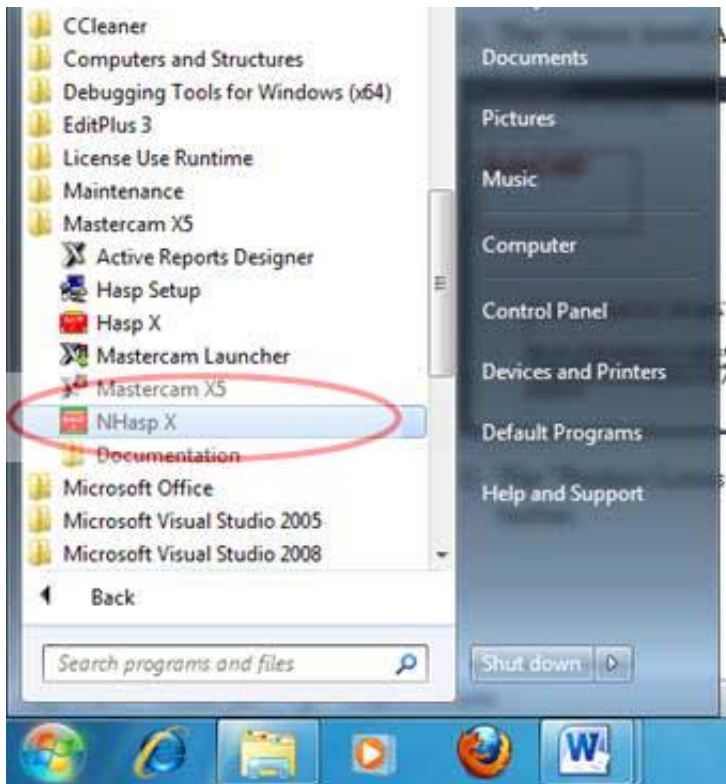 CCleaner
Computers and Structures
Debugging Tools for Windows (x64)
EditPlus 3
License Use Runtime
Maintenance
Mastercam X5
Active Reports Designer
Hasp Setup
Hasp X
Mastercam Launcher
Mastercam X5
NHasp X
Documentation
Microsoft Office
Microsoft Visual Studio 2005
Microsoft Visual Studio 2008
Back
Search programs and files
Documents
Pictures
Music
Computer
Control Panel
Devices and Printers
Default Programs
Help and Support
Shut down
W